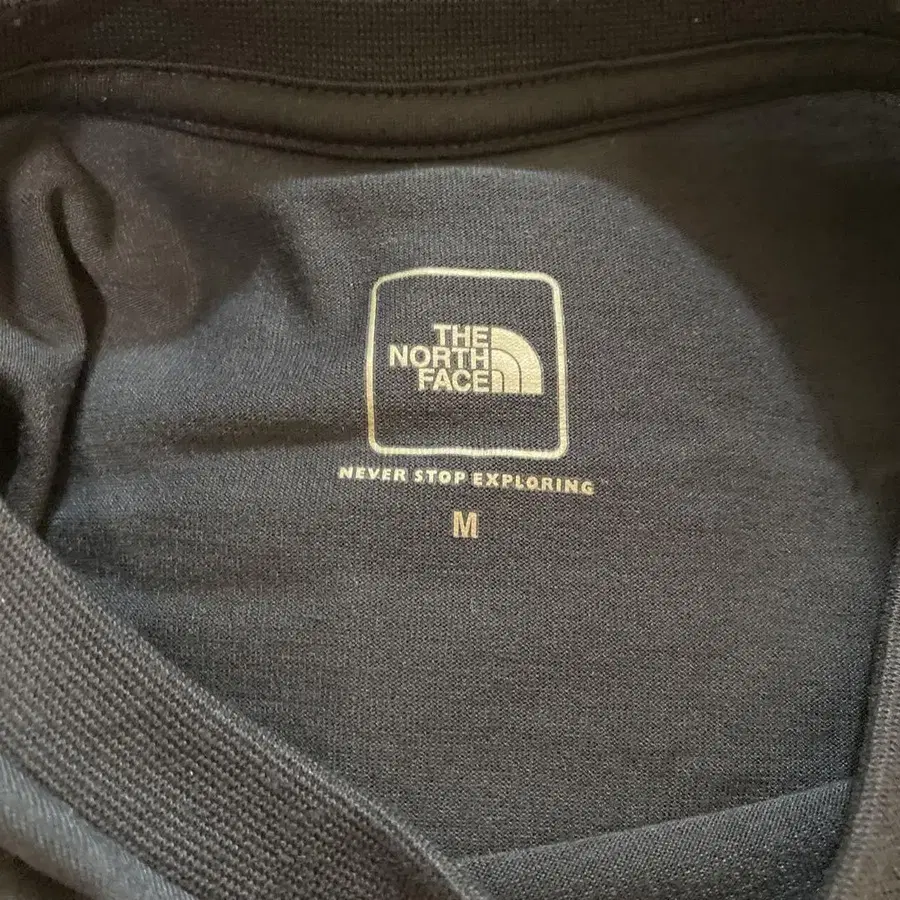 THE
NORTH
FACE
NEVER STOP EXPLORING
M